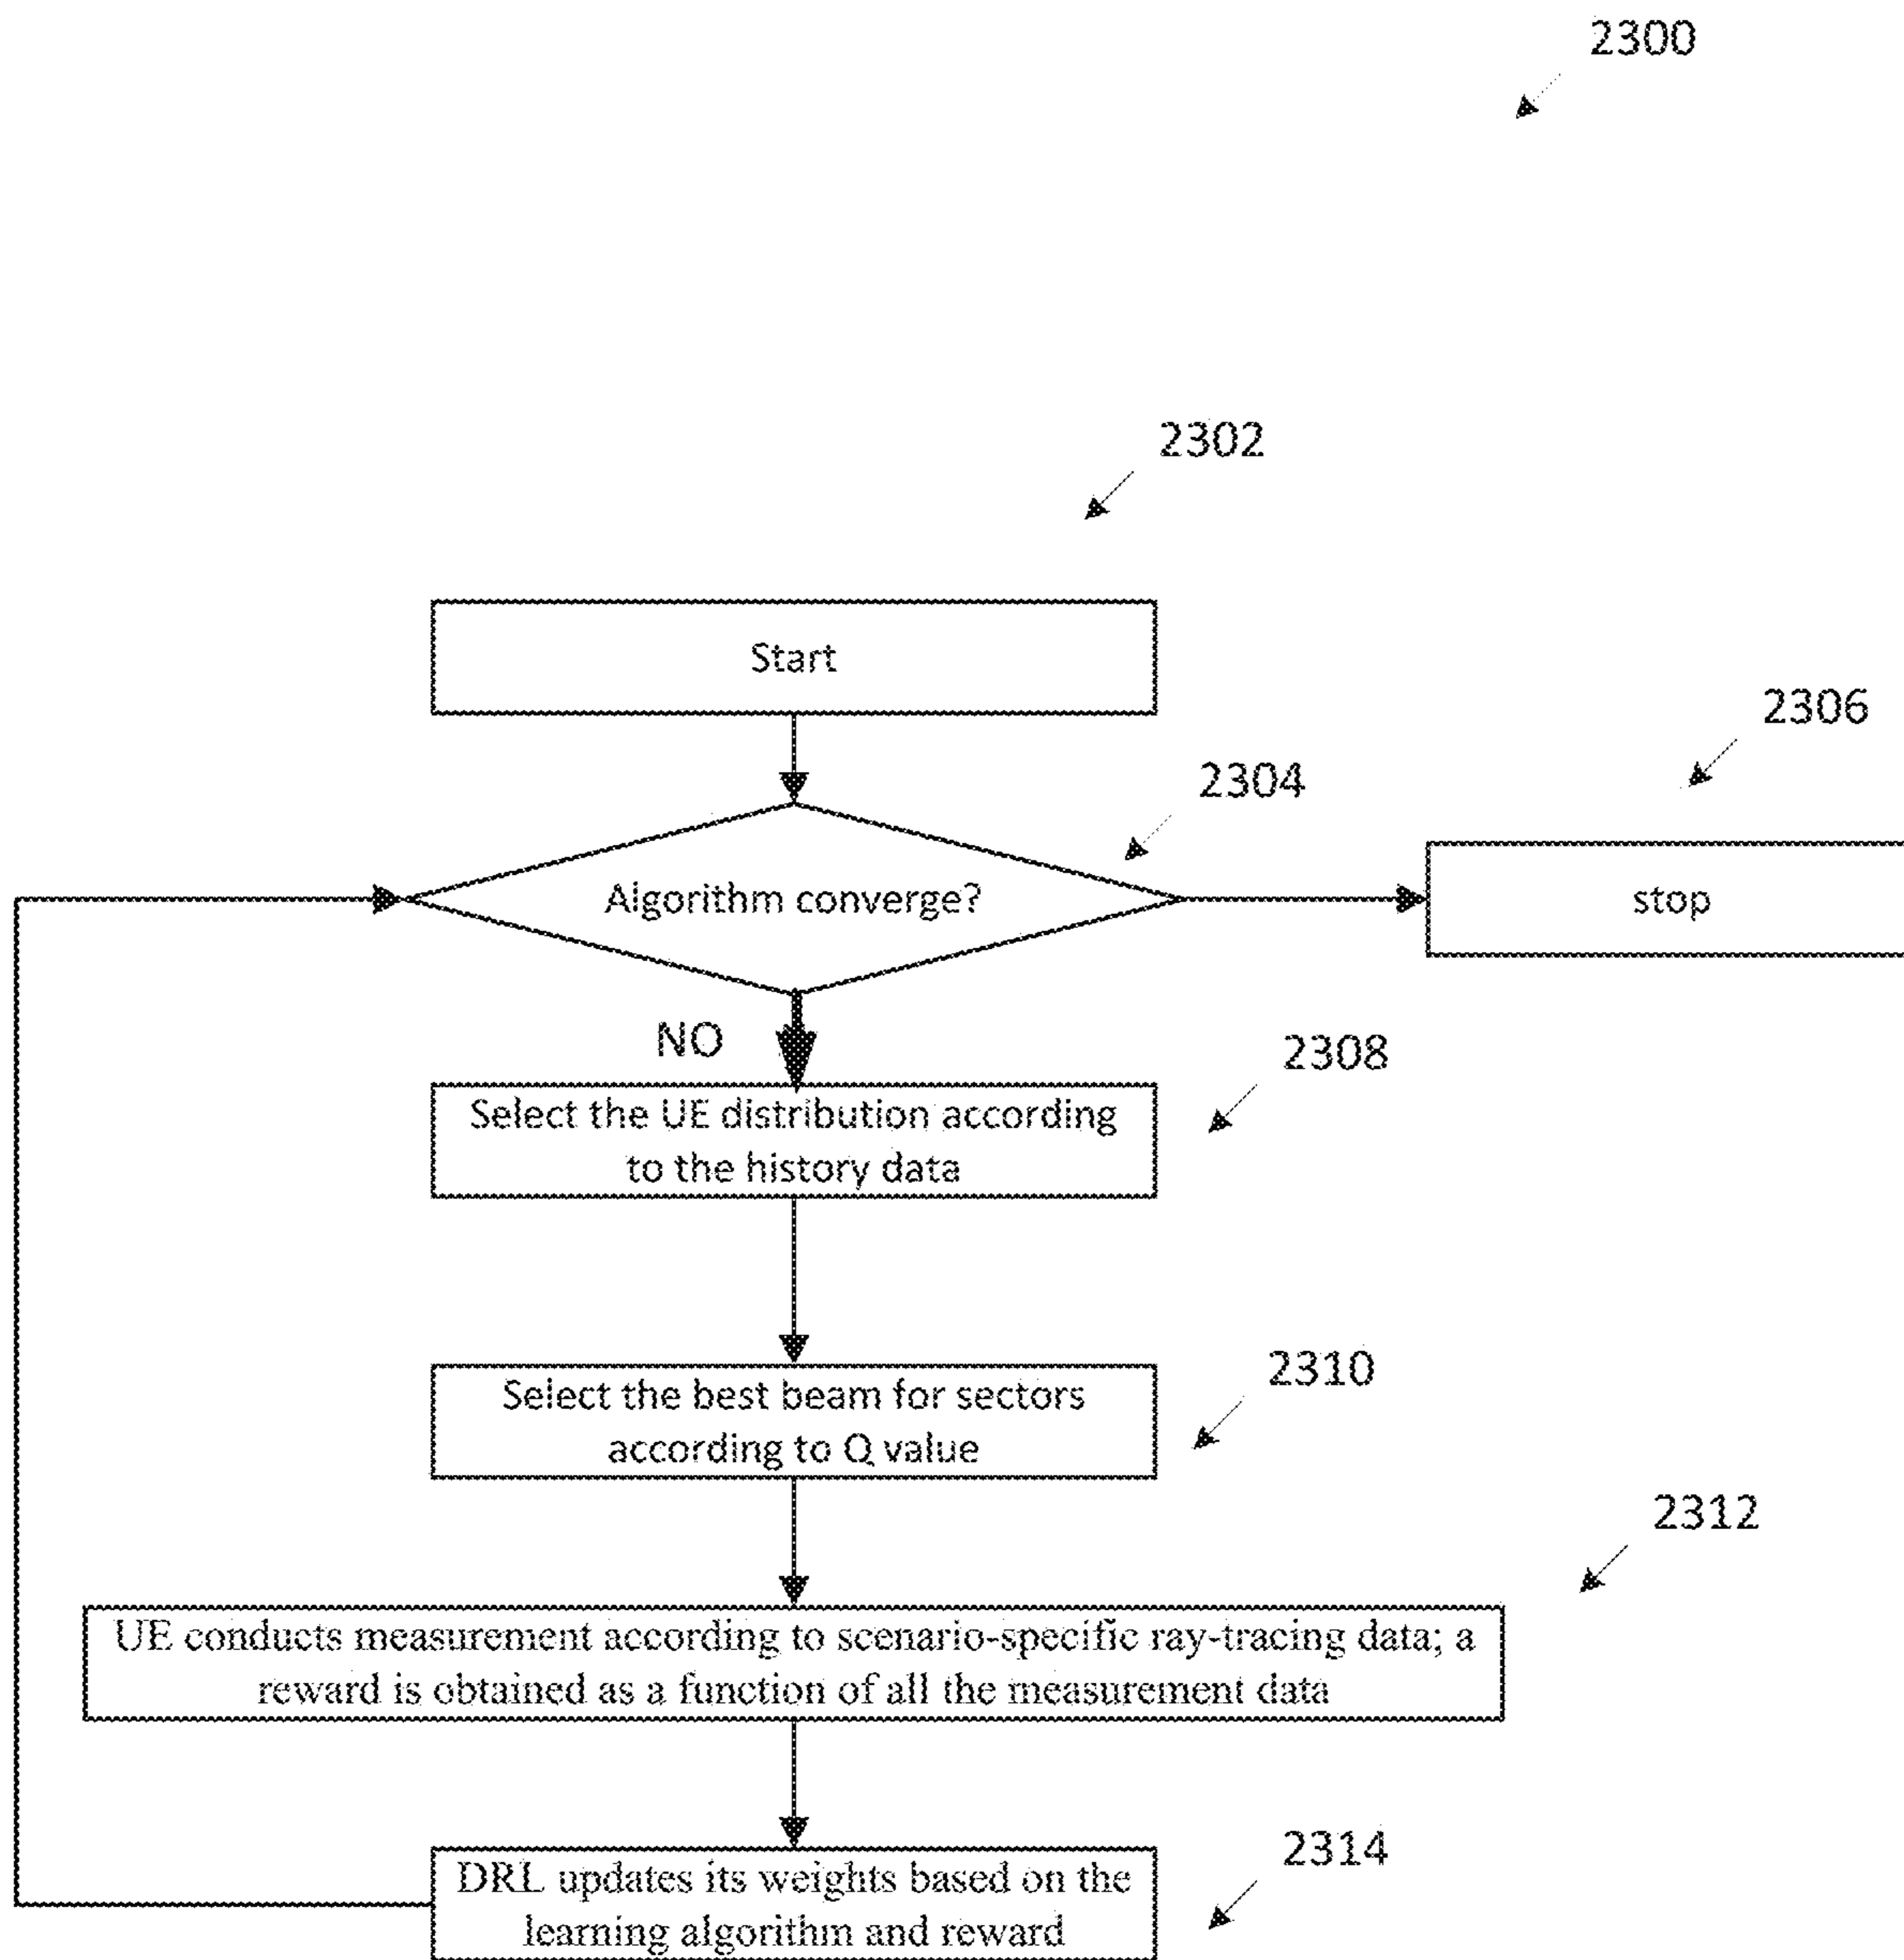 2300
2302
Start
2306
2304
Algorithm converge?
stop
NO
2308
Select the UE distribution according
to the history data
2310
Select the best beam for sectors
according to Q value
2312
UE conducts measurement according to scenario-specific ray-tracing data; a
reward is obtained as a function of all the measurement data
2314
DRL updates its weights based on the
learning algorithm and reward